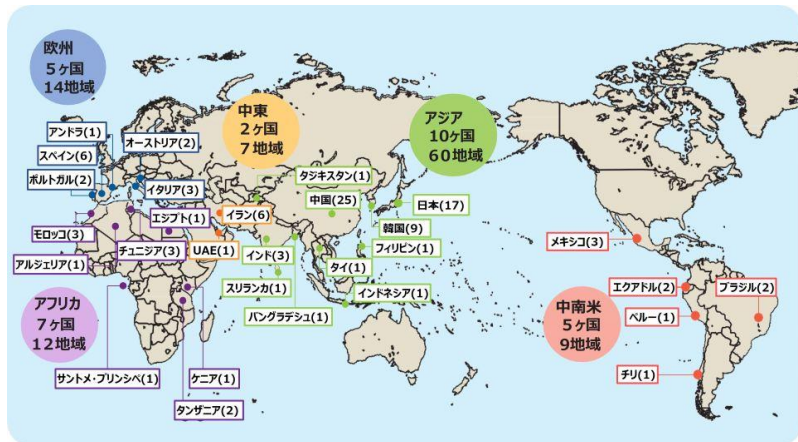 欧州
5ヶ国
14地域
中東
2ヶ国
7地域
アジア
10ヶ国
60地域
アンドラ(1)
オーストリア(2)
スペイン(6)
ポルトガル(2)
イタリア(3)
タジキスタン(1)
中国(25)
日本(17)
エジプト(1)
イラン(6)
韓国(9)
モロッコ(3)
チュニジア(3)
UAE(1)
インド(3)
フィリピン(1)
タイ(1)
アルジェリア(1)
スリランカ(1)
インドネシア(1)
バングラデシュ(1)
メキシコ(3)
エクアドル(2)
ブラジル(2)
ペルー(1)
チリ(1)
アフリカ
7ヶ国
12地域
中南米
5ヶ国
9地域
サントメ・プリンシペ(1)
ケニア(1)
タンザニア(2)